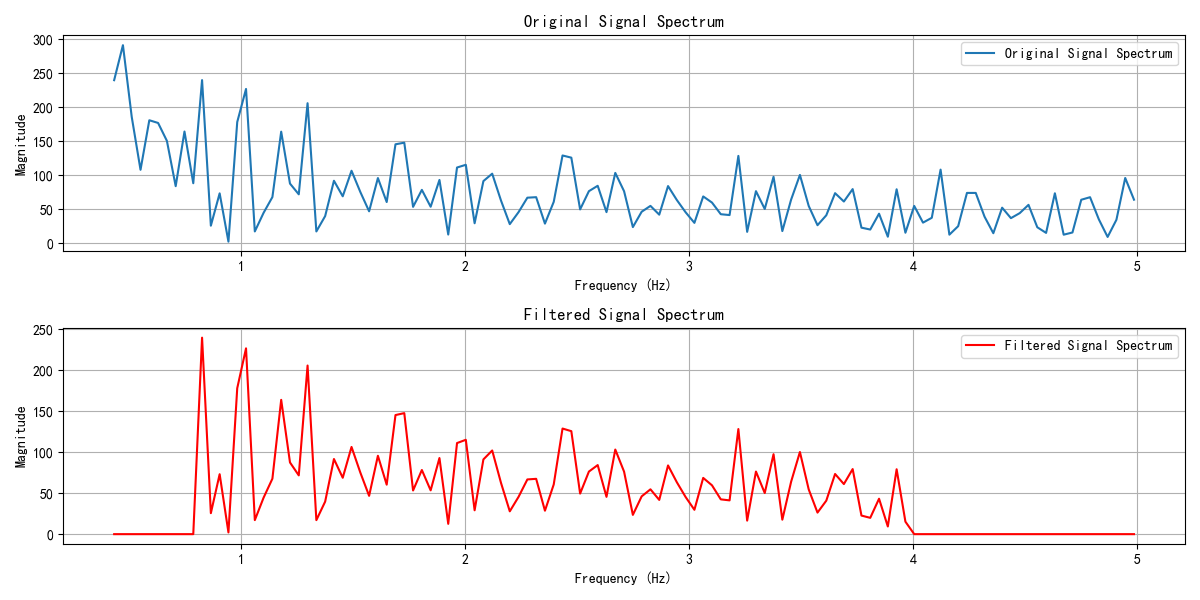 Original Signal Spectrum
300
250
200
150
100
50
0
Magnitude
Original Signal Spectrum
1
2
3
4
5
Frequency (Hz)
Filtered Signal Spectrum
250
200
150
100
50
0
Magnitude
Filtered Signal Spectrum
1
2
3
4
5
Frequency (Hz)